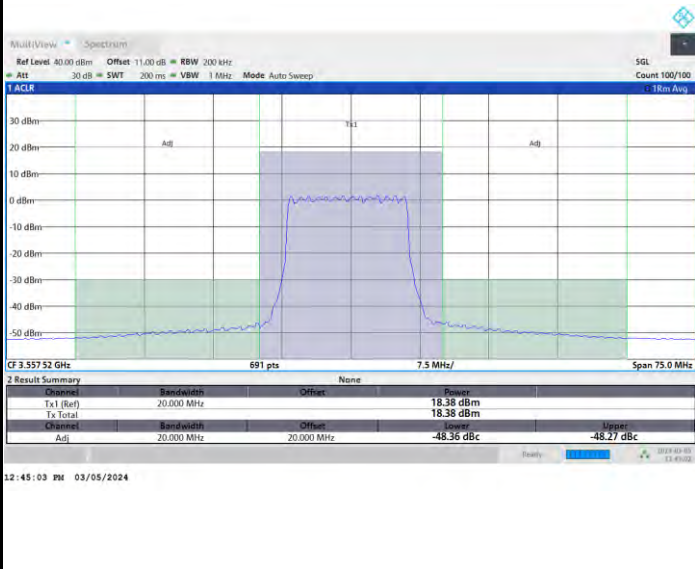 MultiView Spectrum
Ref Level 40.00 dBm Offset 11.00 dB RBW 200 kHz SGL
Att 30 dB SWT 200 ms VBW 1 MHz Mode Auto Sweep Count 100/100
1 ACLR 1Rm Avg
30 dBm Tx1
20 dBm Adj Adj
10 dBm
0 dBm
-10 dBm
-20 dBm
-30 dBm
-40 dBm
-50 dBm
CF 3.557 52 GHz 691 pts 7.5 MHz/ Span 75.0 MHz
2 Result Summary None
Channel Bandwidth Offset Power
Tx1 (Ref) 20.000 MHz 18.38 dBm
Tx Total 18.38 dBm
Channel Bandwidth Offset Lower Upper
Adj 20.000 MHz 20.000 MHz -48.36 dBc -48.27 dBc
Ready
12:45:03 PM 03/05/2024